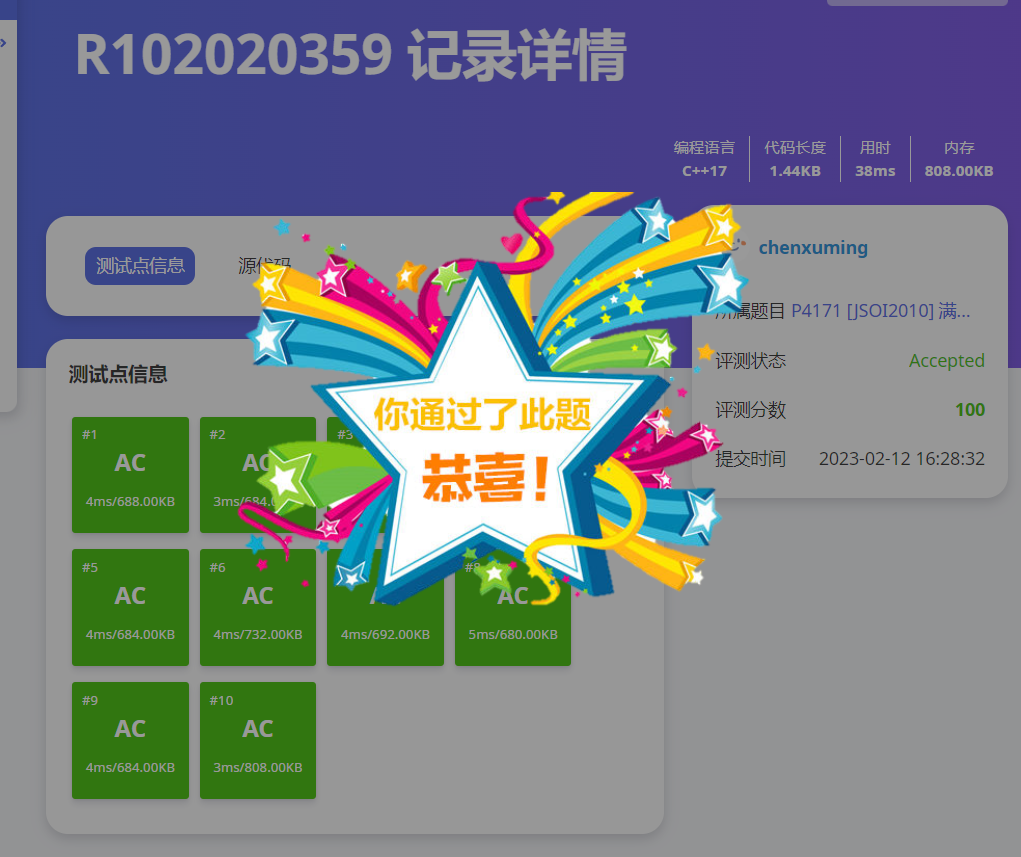 R102020359 记录详情
编程语言 代码长度 用时 内存
C++17 1.44KB 38ms 808.00KB
测试点信息 源代码
chenxuming
所属题目 P4171 [JSOI2010] 满...
评测状态 Accepted
评测分数 100
提交时间 2023-02-12 16:28:32
测试点信息
你通过了此题
恭喜!
#1
AC
4ms/688.00KB
#2
AC
3ms/684.0
#3
#5
AC
4ms/684.00KB
#6
AC
4ms/732.00KB
4ms/692.00KB
#8
AC
5ms/680.00KB
#9
AC
4ms/684.00KB
#10
AC
3ms/808.00KB